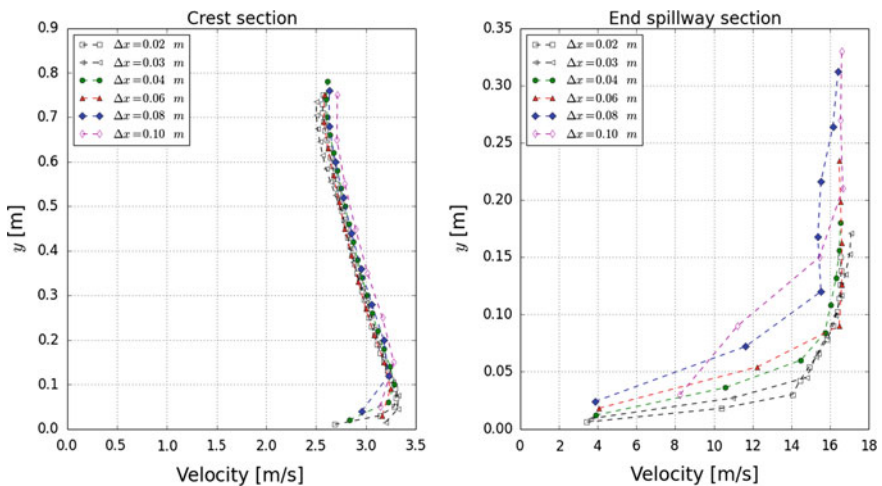 Crest section
0.9
0.8
0.7
0.6
0.5
0.4
0.3
0.2
0.1
0.0
y [m]
Δx=0.02 m
Δx=0.03 m
Δx=0.04 m
Δx=0.06 m
Δx=0.08 m
Δx=0.10 m
0.0 0.5 1.0 1.5 2.0 2.5 3.0 3.5
Velocity [m/s]
End spillway section
0.35
0.30
0.25
0.20
0.15
0.10
0.05
0.00
y [m]
Δx=0.02 m
Δx=0.03 m
Δx=0.04 m
Δx=0.06 m
Δx=0.08 m
Δx=0.10 m
0 2 4 6 8 10 12 14 16 18
Velocity [m/s]